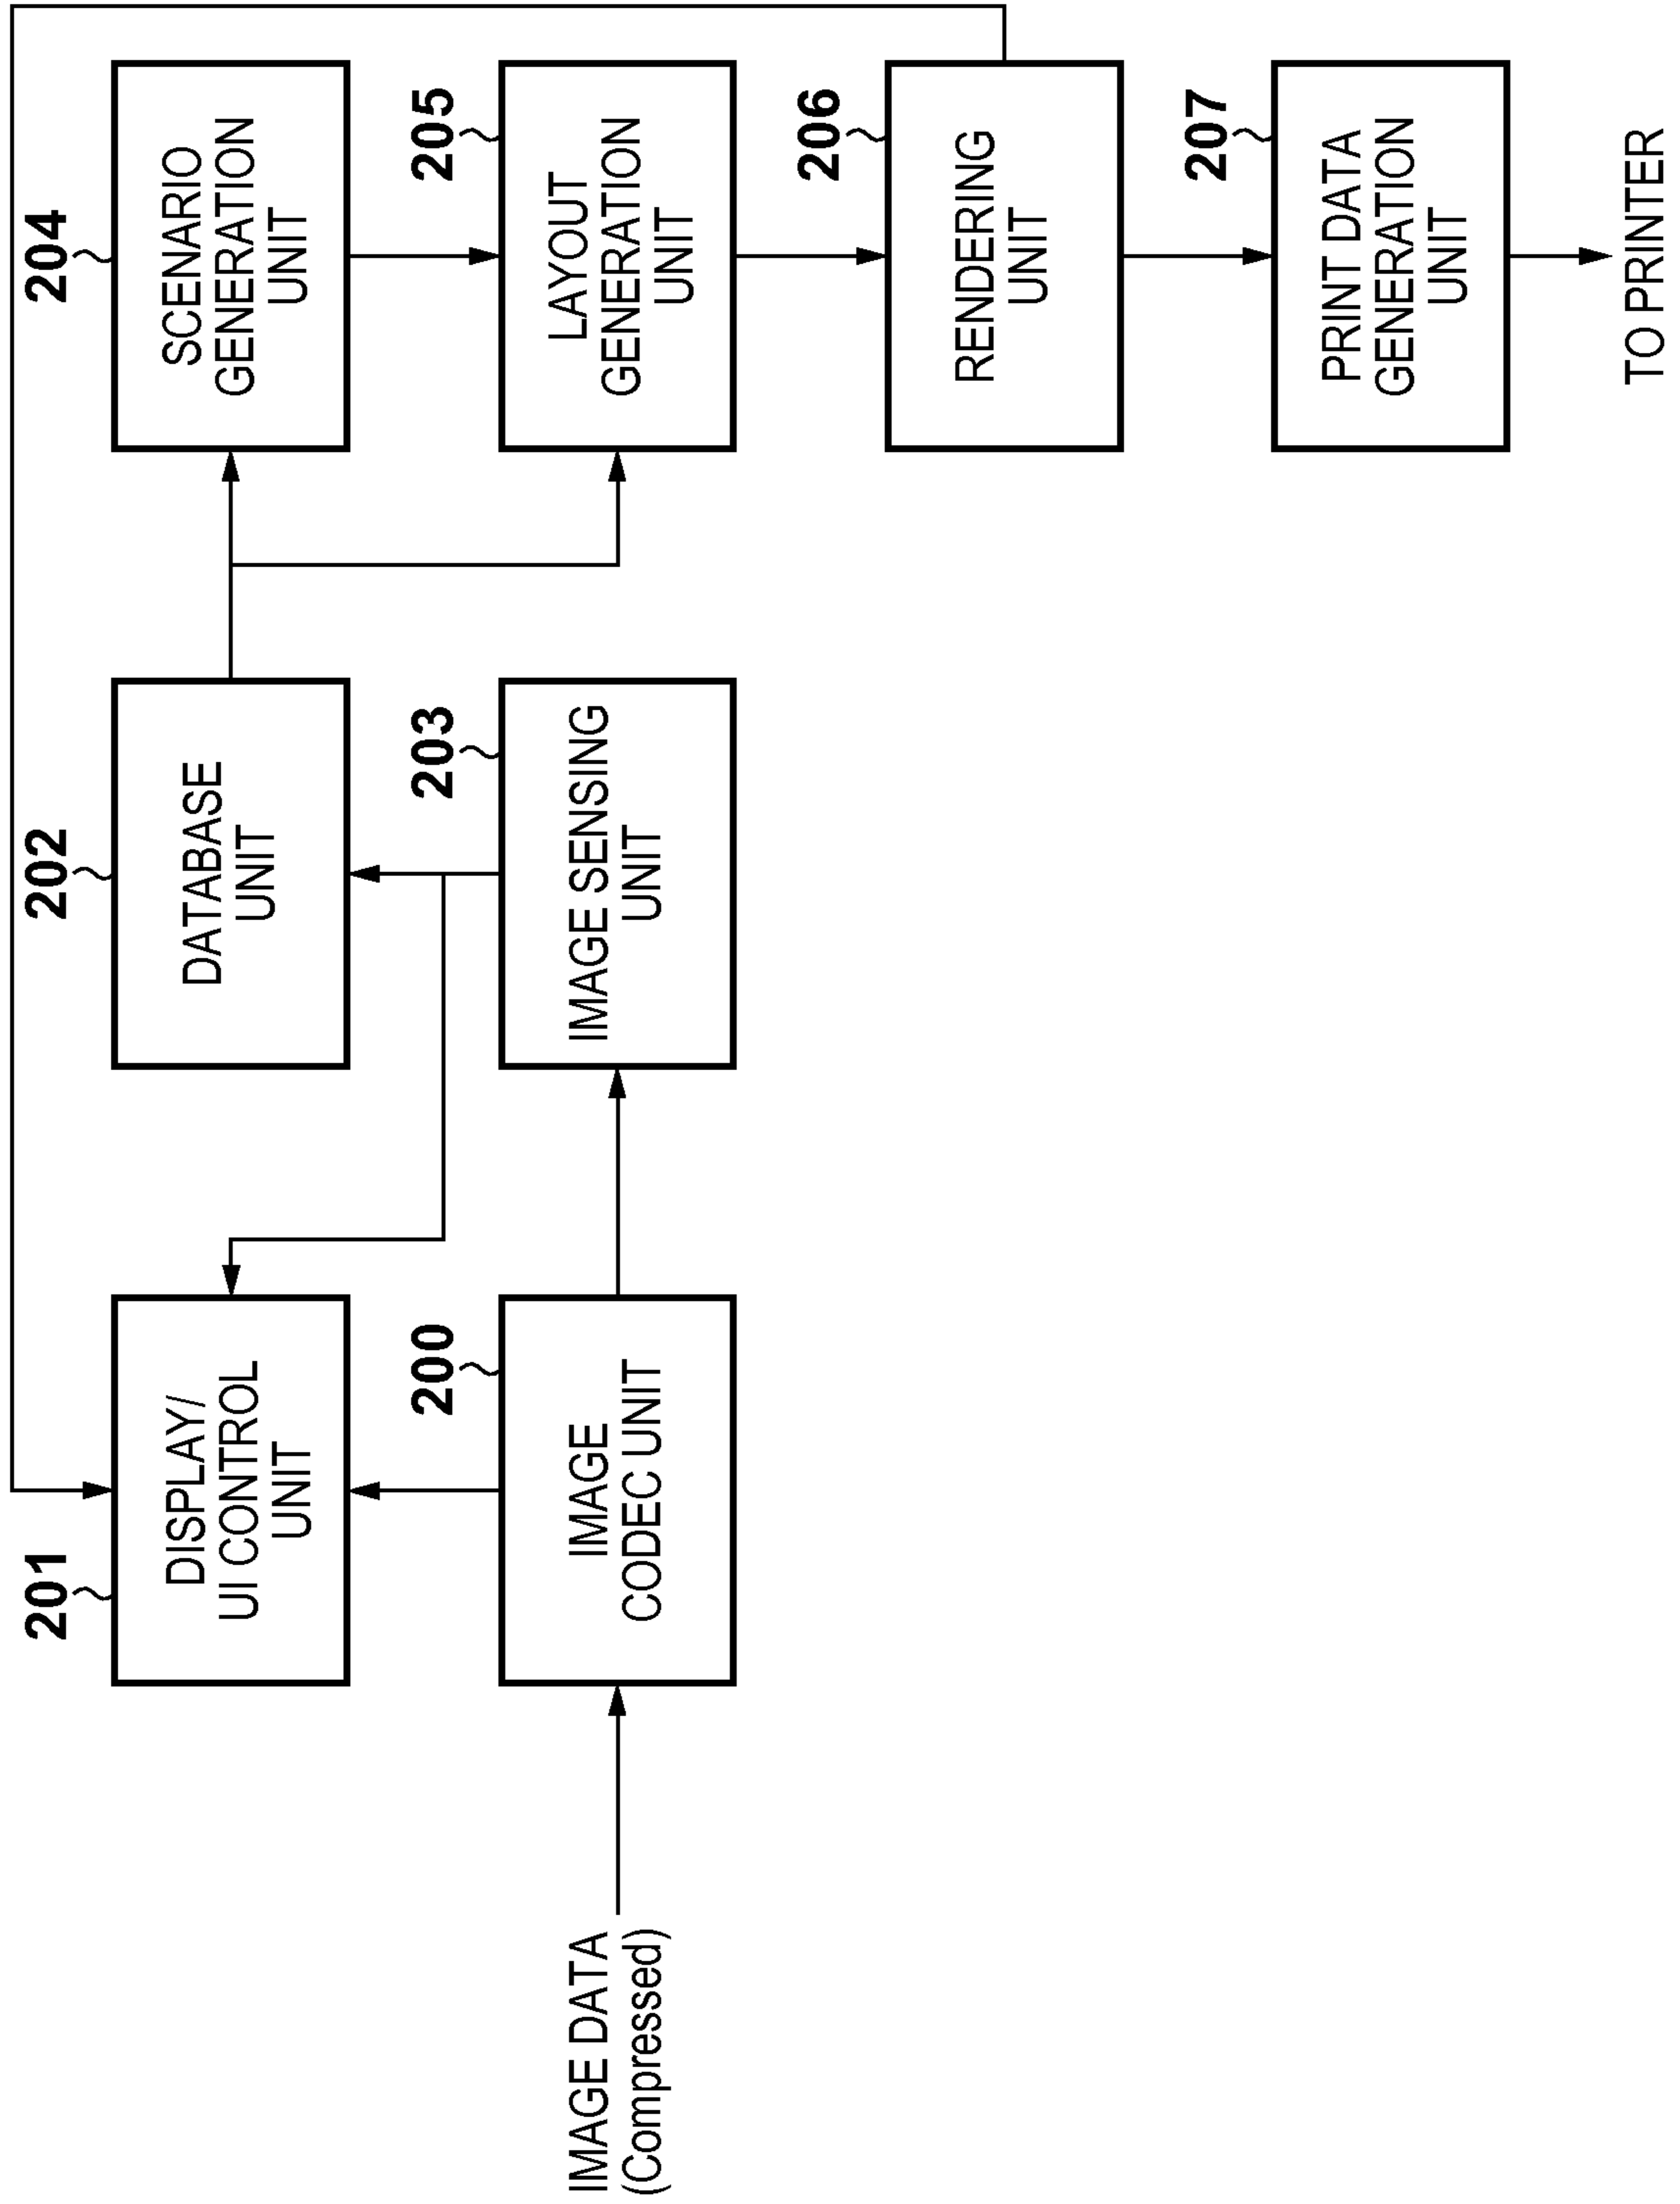 201
DISPLAY/
UI CONTROL
UNIT
202
DATABASE
UNIT
204
SCENARIO
GENERATION
UNIT
IMAGE DATA
(Compressed)
200
IMAGE
CODEC UNIT
203
IMAGE SENSING
UNIT
205
LAYOUT
GENERATION
UNIT
206
RENDERING
UNIT
207
PRINT DATA
GENERATION
UNIT
TO PRINTER